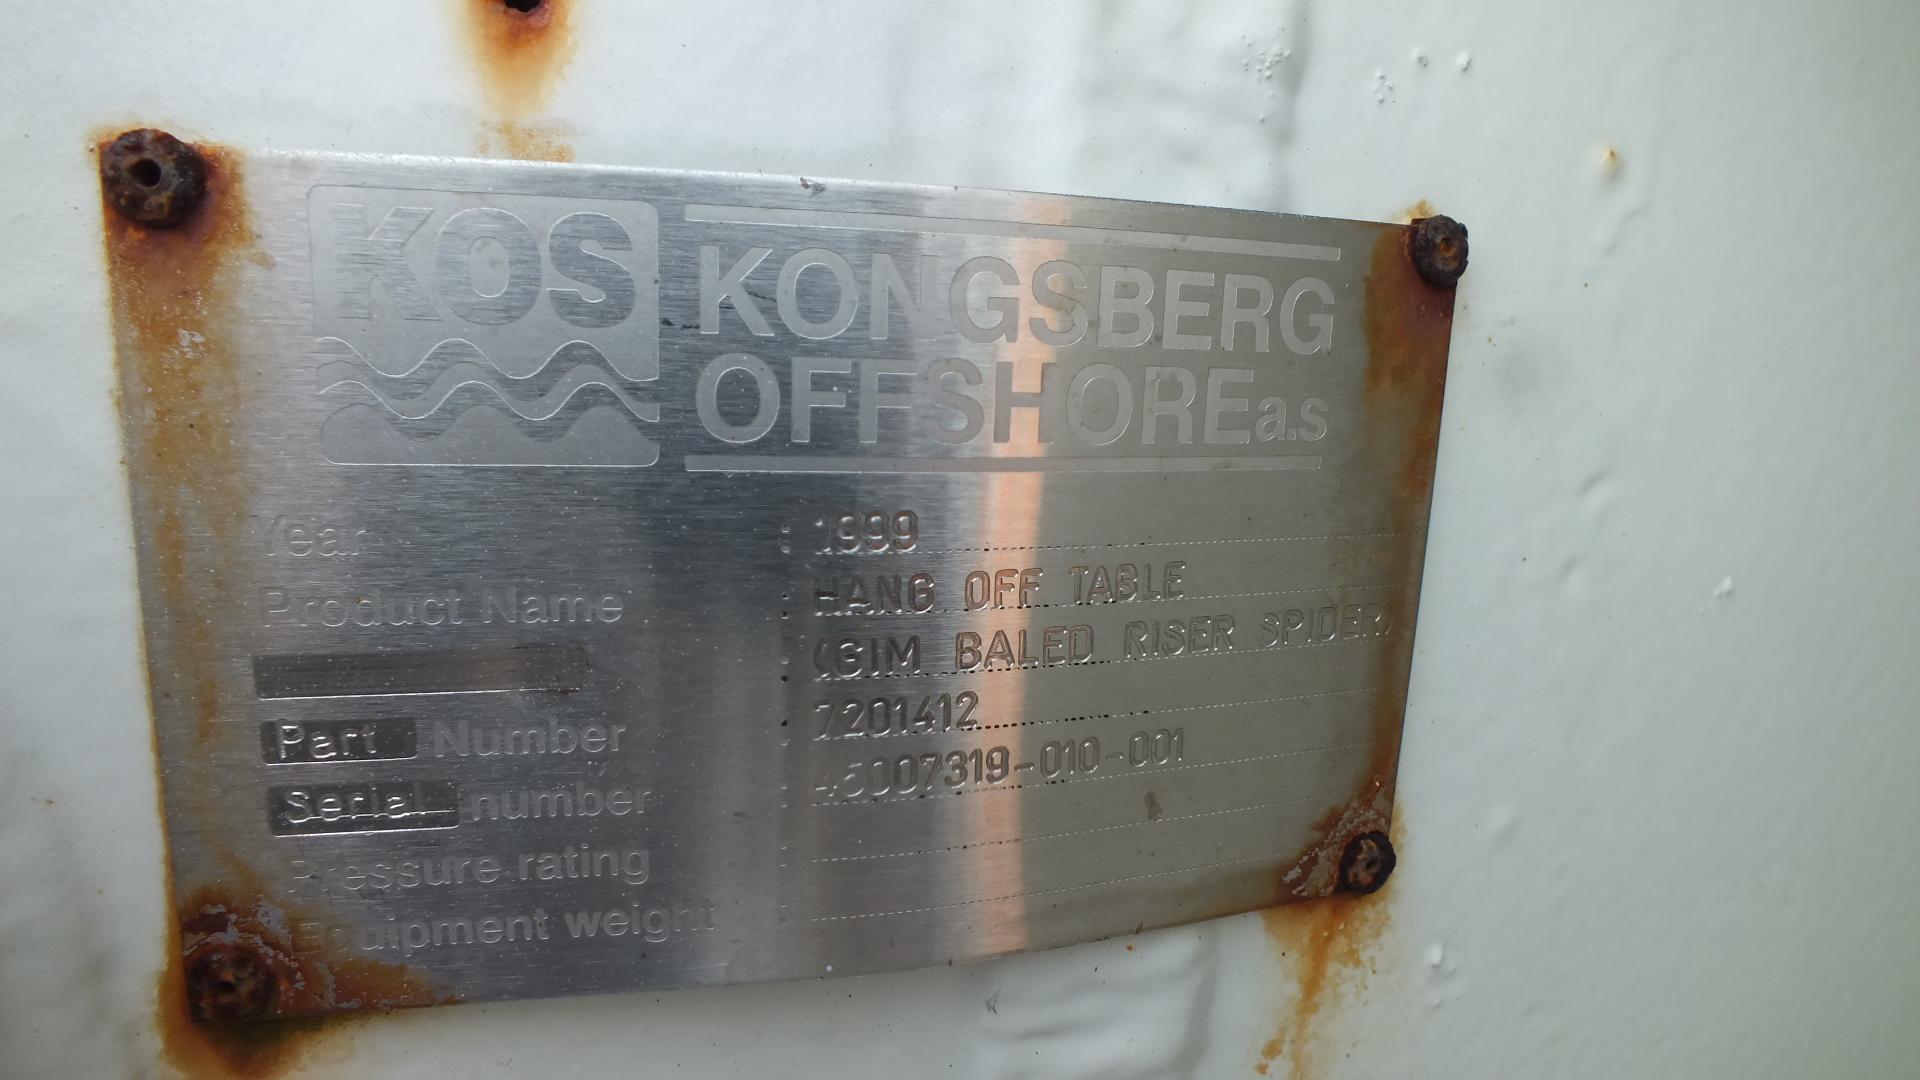 KOS KONGSBERG
OFFSHORE a.s
Year : 1999
Product Name : HANG OFF TABLE
: (GIM BALED RISER SPIDER)
Part Number : 7201412
Serial number : 45007319-010-001
Pressure rating :
Equipment weight :